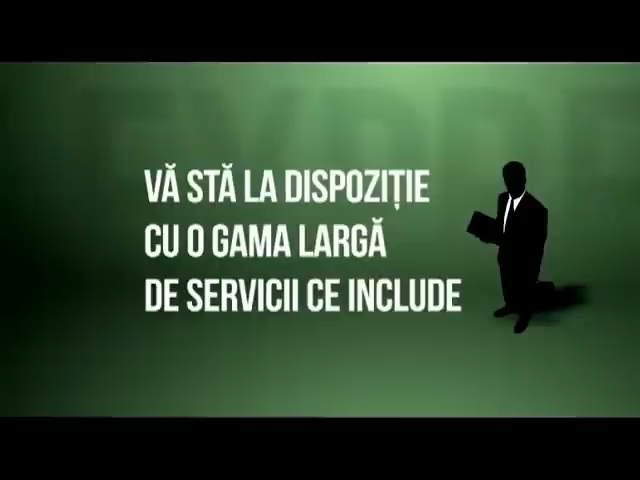 VĂ STĂ LA DISPOZIȚIE
CU O GAMA LARGĂ
DE SERVICII CE INCLUDE